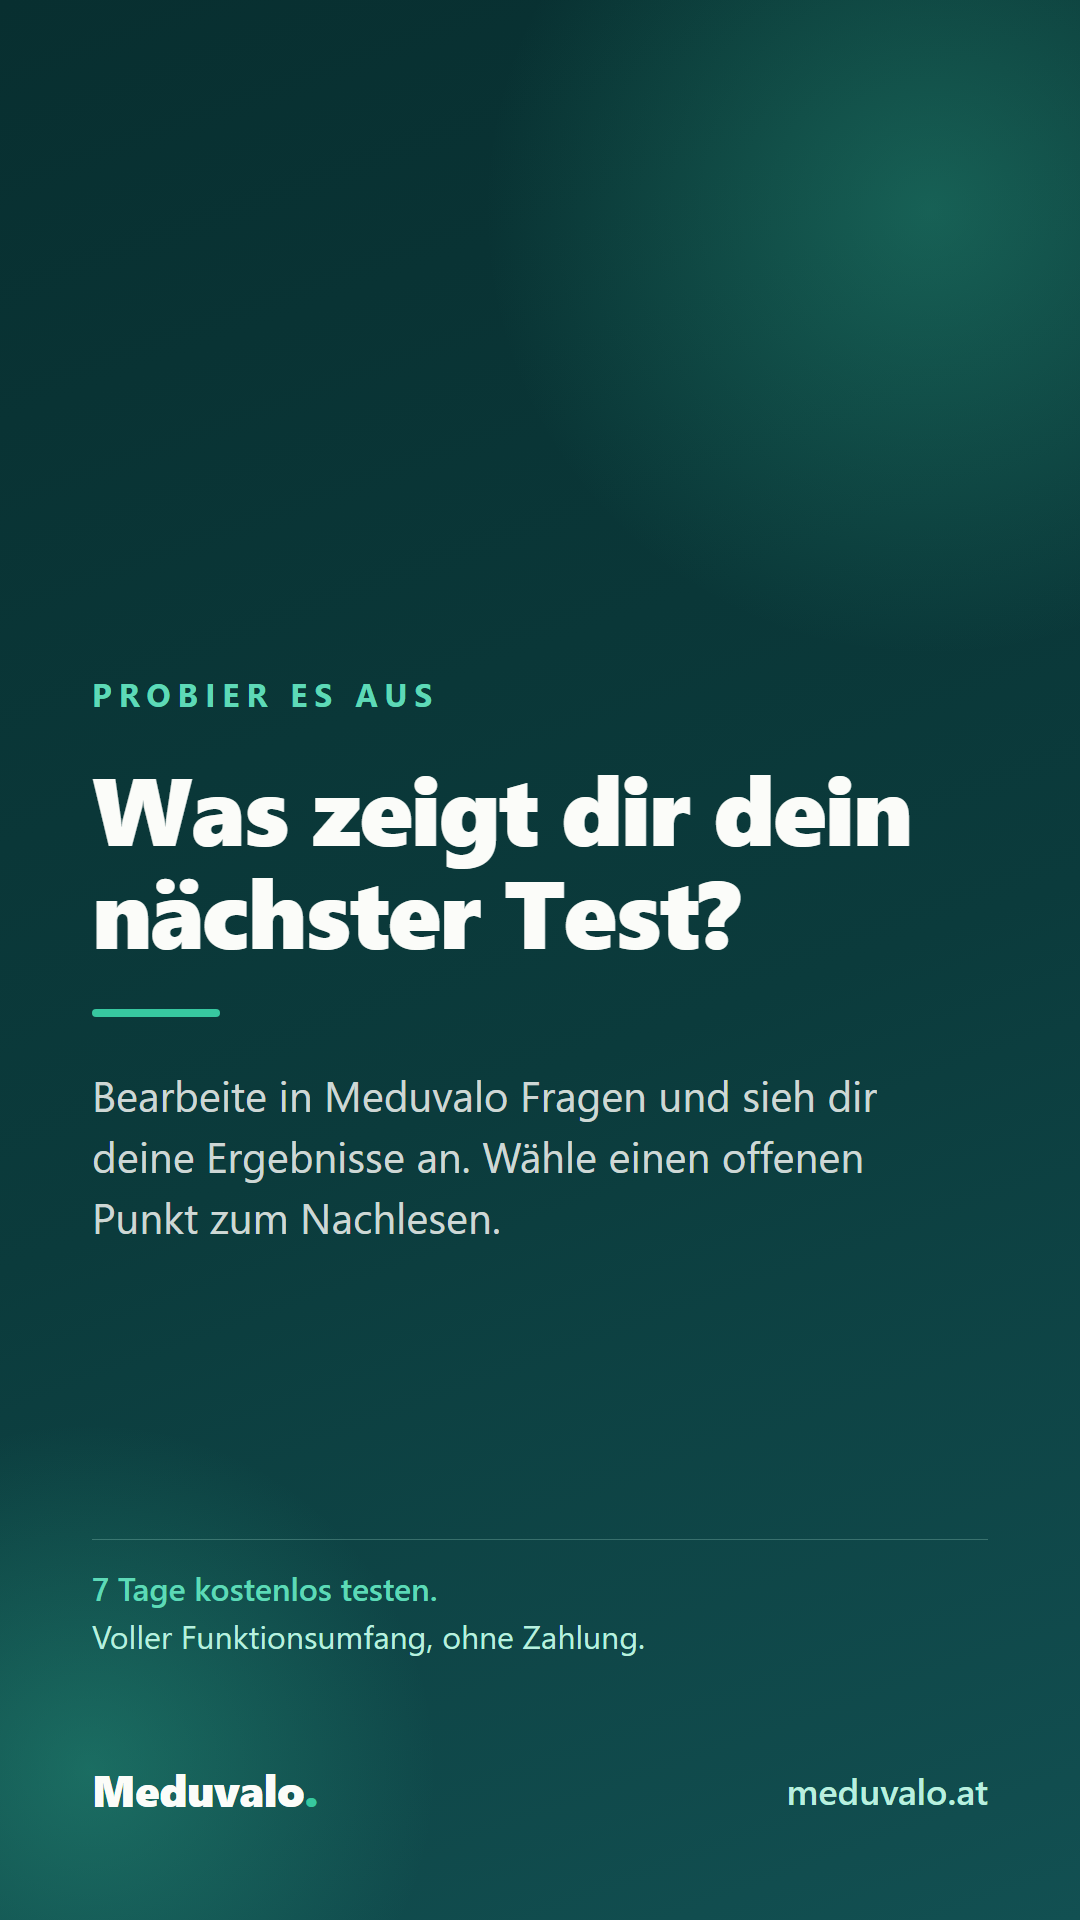 PROBIER ES AUS
Was zeigt dir dein
nächster Test?
Bearbeite in Meduvalo Fragen und sieh dir
deine Ergebnisse an. Wähle einen offenen
Punkt zum Nachlesen.
7 Tage kostenlos testen.
Voller Funktionsumfang, ohne Zahlung.
Meduvalo.
meduvalo.at